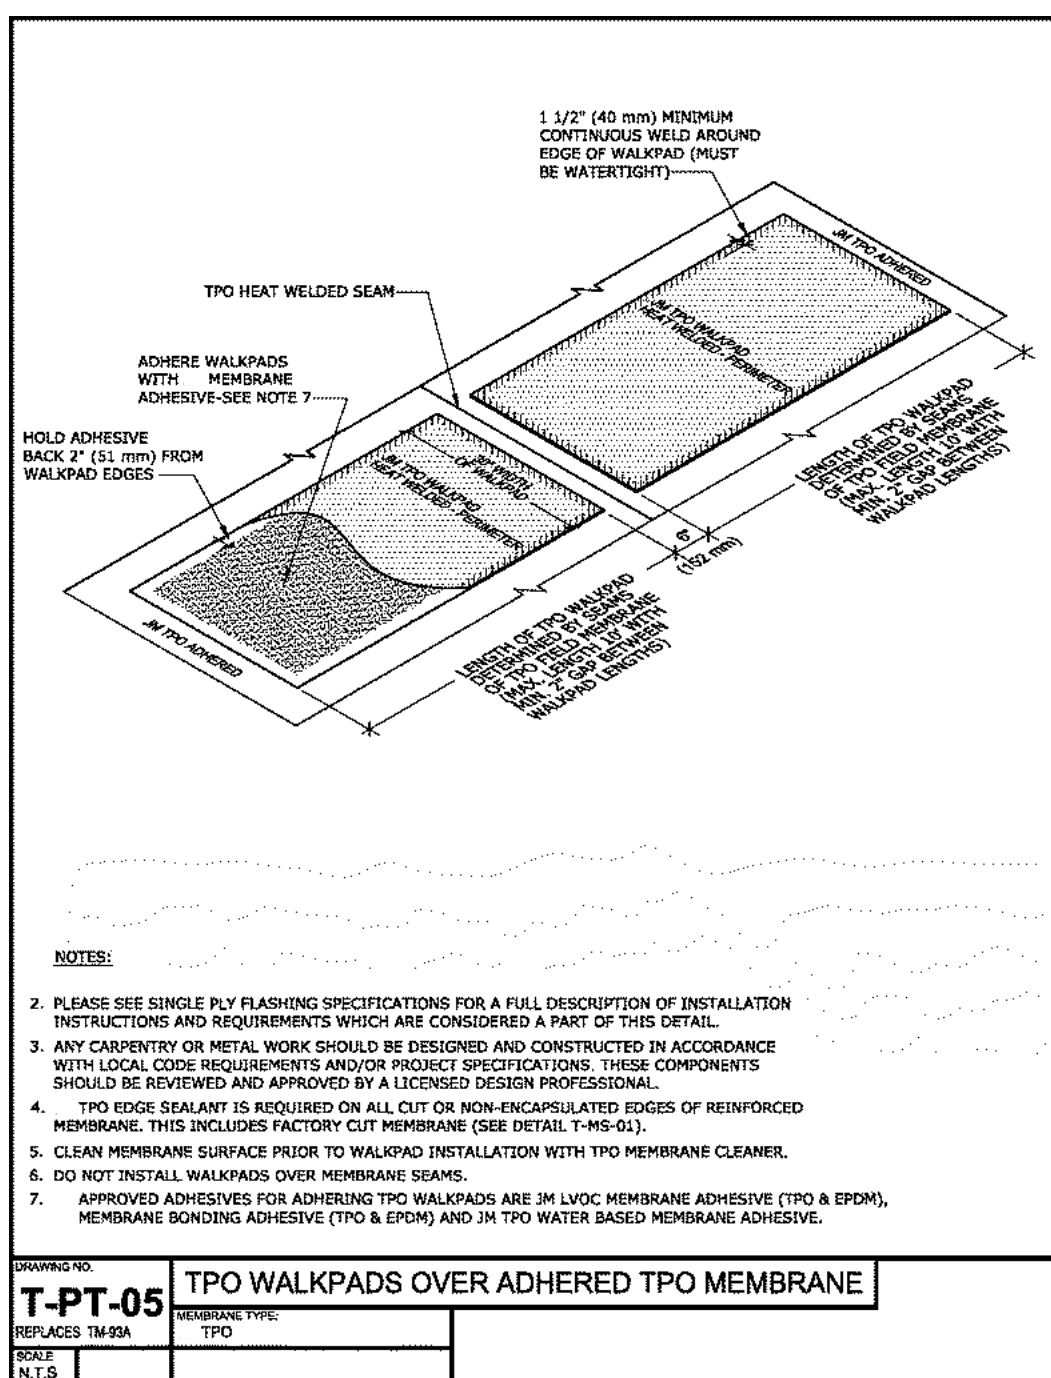 1 1/2" (40 mm) MINIMUM
CONTINUOUS WELD AROUND
EDGE OF WALKPAD (MUST
BE WATERTIGHT)
JM TPO ADHERED
TPO HEAT WELDED SEAM
JM TPO WALKPAD
HEAT WELDED - PERIMETER
ADHERE WALKPADS
WITH MEMBRANE
ADHESIVE-SEE NOTE 7
HOLD ADHESIVE
BACK 2" (51 mm) FROM
WALKPAD EDGES
30" WIDTH
OF WALKPAD
JM TPO WALKPAD
HEAT WELDED - PERIMETER
LENGTH OF TPO WALKPAD
DETERMINED BY SEAMS
OF TPO FIELD MEMBRANE
(MAX. LENGTH 10' WITH
MIN. 2" GAP BETWEEN
WALKPAD LENGTHS)
6"
(152 mm)
LENGTH OF TPO WALKPAD
DETERMINED BY SEAMS
OF TPO FIELD MEMBRANE
(MAX. LENGTH 10' WITH
MIN. 2" GAP BETWEEN
WALKPAD LENGTHS)
JM TPO ADHERED
NOTES:
2. PLEASE SEE SINGLE PLY FLASHING SPECIFICATIONS FOR A FULL DESCRIPTION OF INSTALLATION
INSTRUCTIONS AND REQUIREMENTS WHICH ARE CONSIDERED A PART OF THIS DETAIL.
3. ANY CARPENTRY OR METAL WORK SHOULD BE DESIGNED AND CONSTRUCTED IN ACCORDANCE
WITH LOCAL CODE REQUIREMENTS AND/OR PROJECT SPECIFICATIONS. THESE COMPONENTS
SHOULD BE REVIEWED AND APPROVED BY A LICENSED DESIGN PROFESSIONAL.
4. TPO EDGE SEALANT IS REQUIRED ON ALL CUT OR NON-ENCAPSULATED EDGES OF REINFORCED
MEMBRANE. THIS INCLUDES FACTORY CUT MEMBRANE (SEE DETAIL T-MS-01).
5. CLEAN MEMBRANE SURFACE PRIOR TO WALKPAD INSTALLATION WITH TPO MEMBRANE CLEANER.
6. DO NOT INSTALL WALKPADS OVER MEMBRANE SEAMS.
7. APPROVED ADHESIVES FOR ADHERING TPO WALKPADS ARE JM LVOC MEMBRANE ADHESIVE (TPO & EPDM),
MEMBRANE BONDING ADHESIVE (TPO & EPDM) AND JM TPO WATER BASED MEMBRANE ADHESIVE.
DRAWING NO.
T-PT-05
REPLACES TM-93A
TPO WALKPADS OVER ADHERED TPO MEMBRANE
MEMBRANE TYPE:
TPO
SCALE
N.T.S